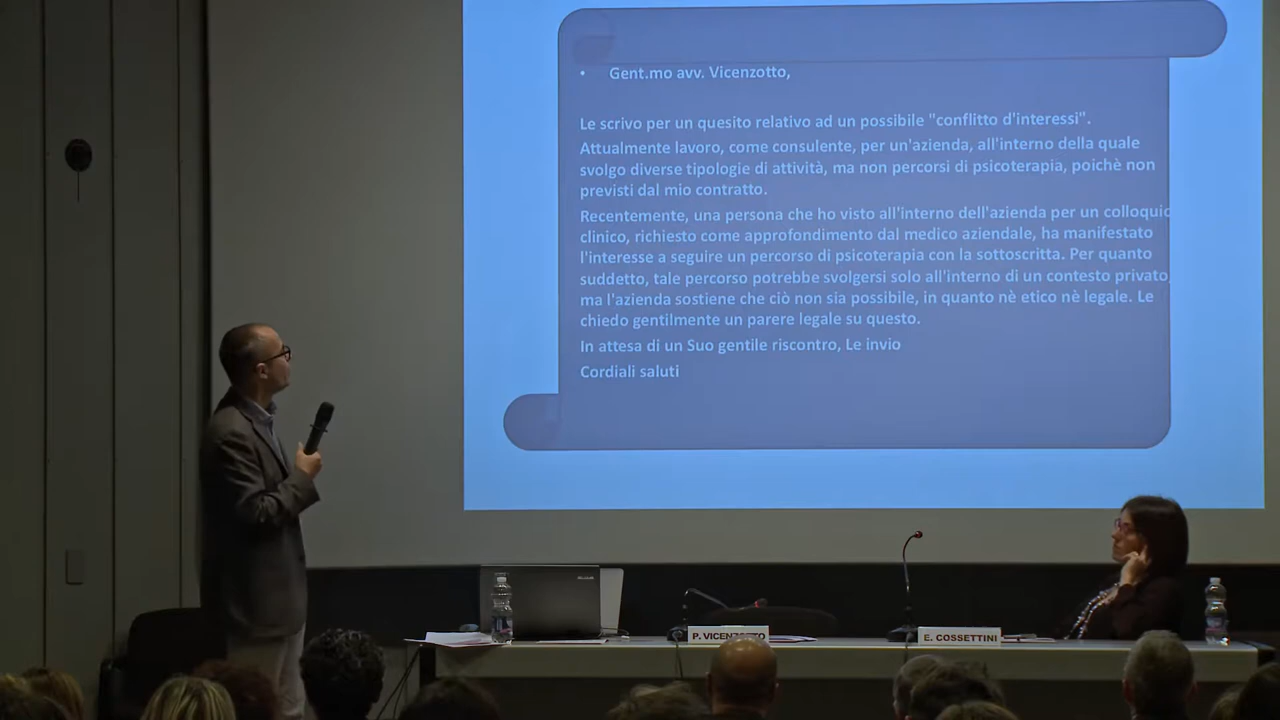 • Gent.mo avv. Vicenzotto,
Le scrivo per un quesito relativo ad un possibile "conflitto d'interessi".
Attualmente lavoro, come consulente, per un'azienda, all'interno della quale
svolgo diverse tipologie di attività, ma non percorsi di psicoterapia, poichè non
previsti dal mio contratto.
Recentemente, una persona che ho visto all'interno dell'azienda per un colloquio
clinico, richiesto come approfondimento dal medico aziendale, ha manifestato
l'interesse a seguire un percorso di psicoterapia con la sottoscritta. Per quanto
suddetto, tale percorso potrebbe svolgersi solo all'interno di un contesto privato,
ma l'azienda sostiene che ciò non sia possibile, in quanto nè etico nè legale. Le
chiedo gentilmente un parere legale su questo.
In attesa di un Suo gentile riscontro, Le invio
Cordiali saluti
P. VICENZOTTO
E. COSSETTINI